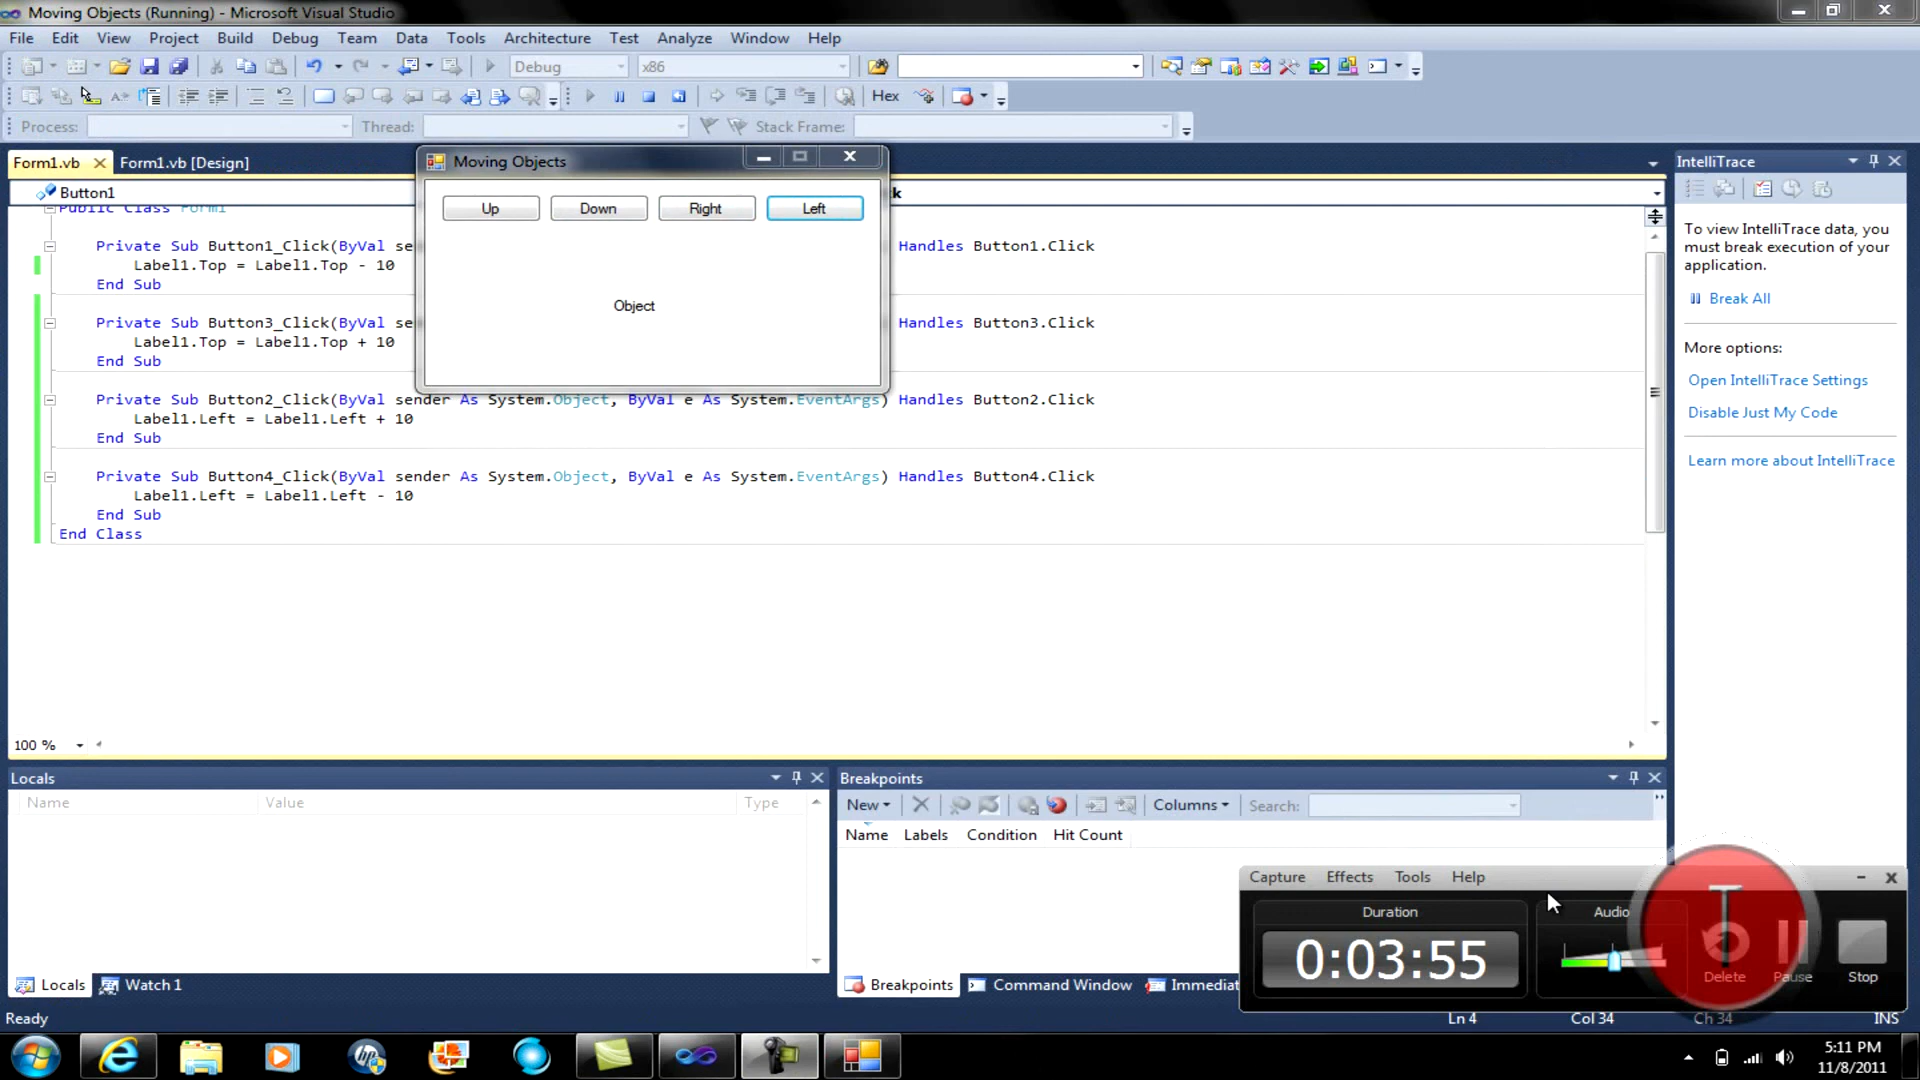 Moving Objects (Running) - Microsoft Visual Studio
File Edit View Project Build Debug Team Data Tools Architecture Test Analyze Window Help
Debug x86
Hex
Process: Thread: Stack Frame:
Form1.vb Form1.vb [Design]
Button1
Moving Objects
Up Down Right Left
Object
Public Class Form1
Private Sub Button1_Click(ByVal se Handles Button1.Click
Label1.Top = Label1.Top - 10
End Sub
Private Sub Button3_Click(ByVal se Handles Button3.Click
Label1.Top = Label1.Top + 10
End Sub
Private Sub Button2_Click(ByVal sender As System.Object, ByVal e As System.EventArgs) Handles Button2.Click
Label1.Left = Label1.Left + 10
End Sub
Private Sub Button4_Click(ByVal sender As System.Object, ByVal e As System.EventArgs) Handles Button4.Click
Label1.Left = Label1.Left - 10
End Sub
End Class
100 %
IntelliTrace
To view IntelliTrace data, you
must break execution of your
application.
Break All
More options:
Open IntelliTrace Settings
Disable Just My Code
Learn more about IntelliTrace
Locals
Name Value Type
Locals Watch 1
Breakpoints
New Columns Search:
Name Labels Condition Hit Count
Breakpoints Command Window Immediat
Capture Effects Tools Help
Duration Audio
0:03:55
Delete Pause Stop
Ready Ln 4 Col 34 Ch 34 INS
5:11 PM
11/8/2011